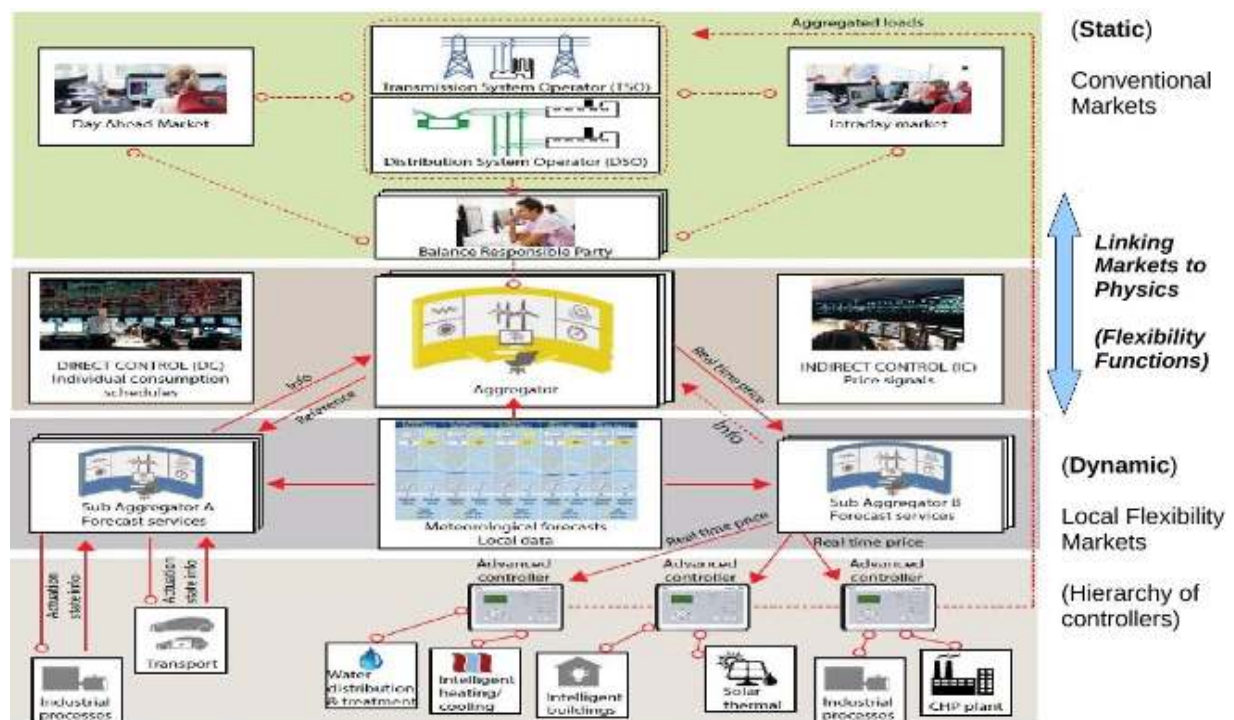 Aggregated loads
Transmission System Operator (TSO)
Day Ahead Market
Intraday market
Distribution System Operator (DSO)
Balance Responsible Party
(Static)
Conventional
Markets
Linking
Markets to
Physics
(Flexibility
Functions)
DIRECT CONTROL (DC)
Individual consumption
schedules
Info
Reference
Aggregator
Real time price
Info
INDIRECT CONTROL (IC)
Price signals
Sub Aggregator A
Forecast services
Meteorological forecasts
Local data
Sub Aggregator B
Forecast services
(Dynamic)
Local Flexibility
Markets
(Hierarchy of
controllers)
Real time price
Real time price
Actuation
state info
Actuation
state info
Advanced
controller
Advanced
controller
Advanced
controller
Transport
Industrial
processes
Water
distribution
& treatment
Intelligent
heating/
cooling
Intelligent
buildings
Solar
thermal
Industrial
processes
CHP plant